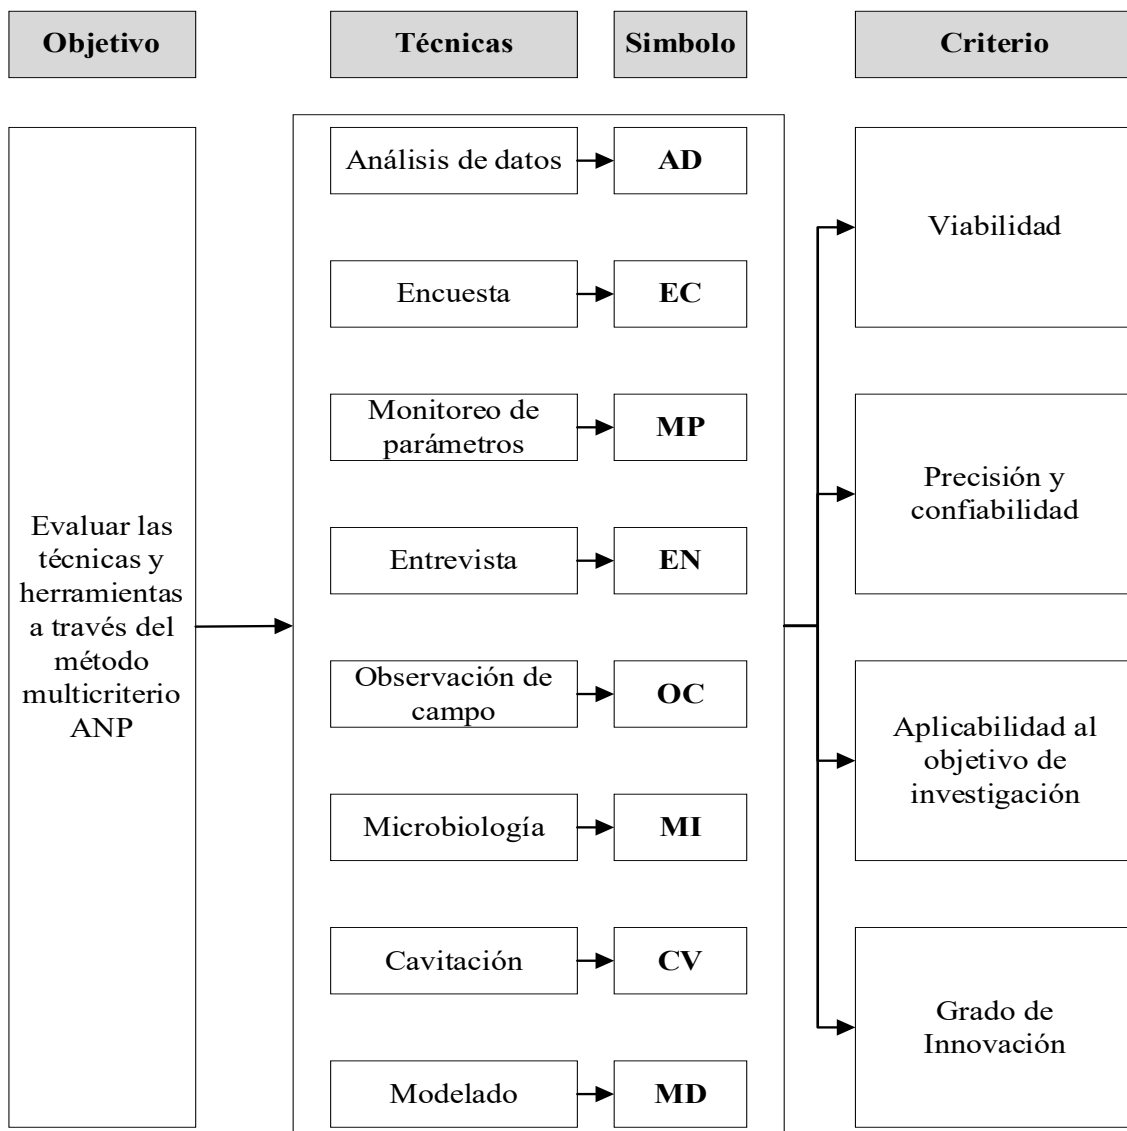 Objetivo
Técnicas
Simbolo
Criterio
Evaluar las
técnicas y
herramientas
a través del
método
multicriterio
ANP
Análisis de datos
AD
Encuesta
EC
Monitoreo de
parámetros
MP
Entrevista
EN
Observación de
campo
OC
Microbiología
MI
Cavitación
CV
Modelado
MD
Viabilidad
Precisión y
confiabilidad
Aplicabilidad al
objetivo de
investigación
Grado de
Innovación